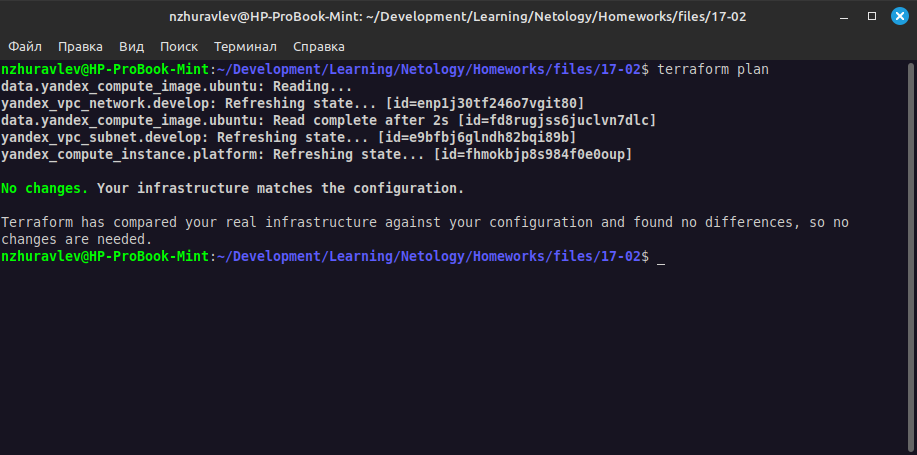 nzhuravlev@HP-ProBook-Mint: ~/Development/Learning/Netology/Homeworks/files/17-02
Файл Правка Вид Поиск Терминал Справка
nzhuravlev@HP-ProBook-Mint:~/Development/Learning/Netology/Homeworks/files/17-02$ terraform plan
data.yandex_compute_image.ubuntu: Reading...
yandex_vpc_network.develop: Refreshing state... [id=enp1j30tf246o7vgit80]
data.yandex_compute_image.ubuntu: Read complete after 2s [id=fd8rugjss6juclvn7dlc]
yandex_vpc_subnet.develop: Refreshing state... [id=e9bfbj6glndh82bqi89b]
yandex_compute_instance.platform: Refreshing state... [id=fhmokbjp8s984f0e0oup]
No changes. Your infrastructure matches the configuration.
Terraform has compared your real infrastructure against your configuration and found no differences, so no
changes are needed.
nzhuravlev@HP-ProBook-Mint:~/Development/Learning/Netology/Homeworks/files/17-02$ _